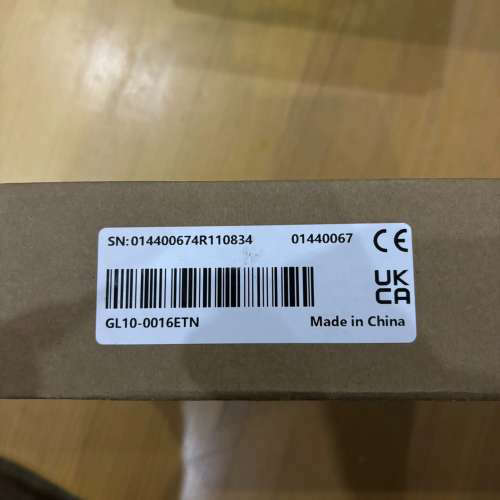 SN:014400674R110834 01440067 CE
UK
CA
GL10-0016ETN Made in China